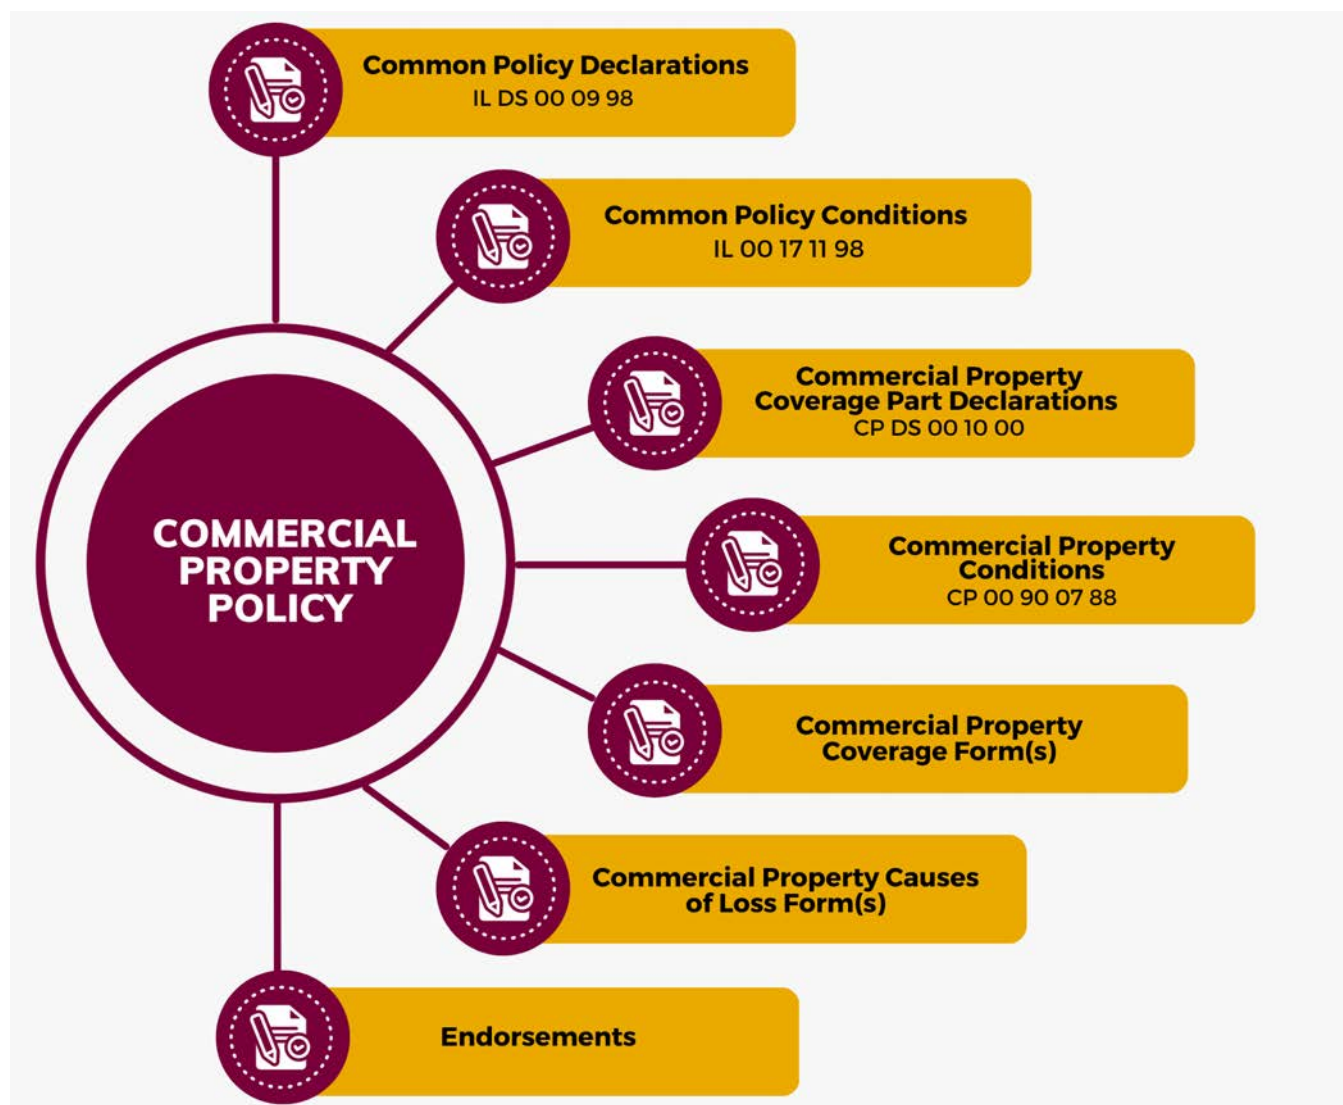 Common Policy Declarations
IL DS 00 09 98
Common Policy Conditions
IL 00 17 11 98
Commercial Property
Coverage Part Declarations
CP DS 00 10 00
COMMERCIAL
PROPERTY
POLICY
Commercial Property
Conditions
CP 00 90 07 88
Commercial Property
Coverage Form(s)
Commercial Property Causes
of Loss Form(s)
Endorsements